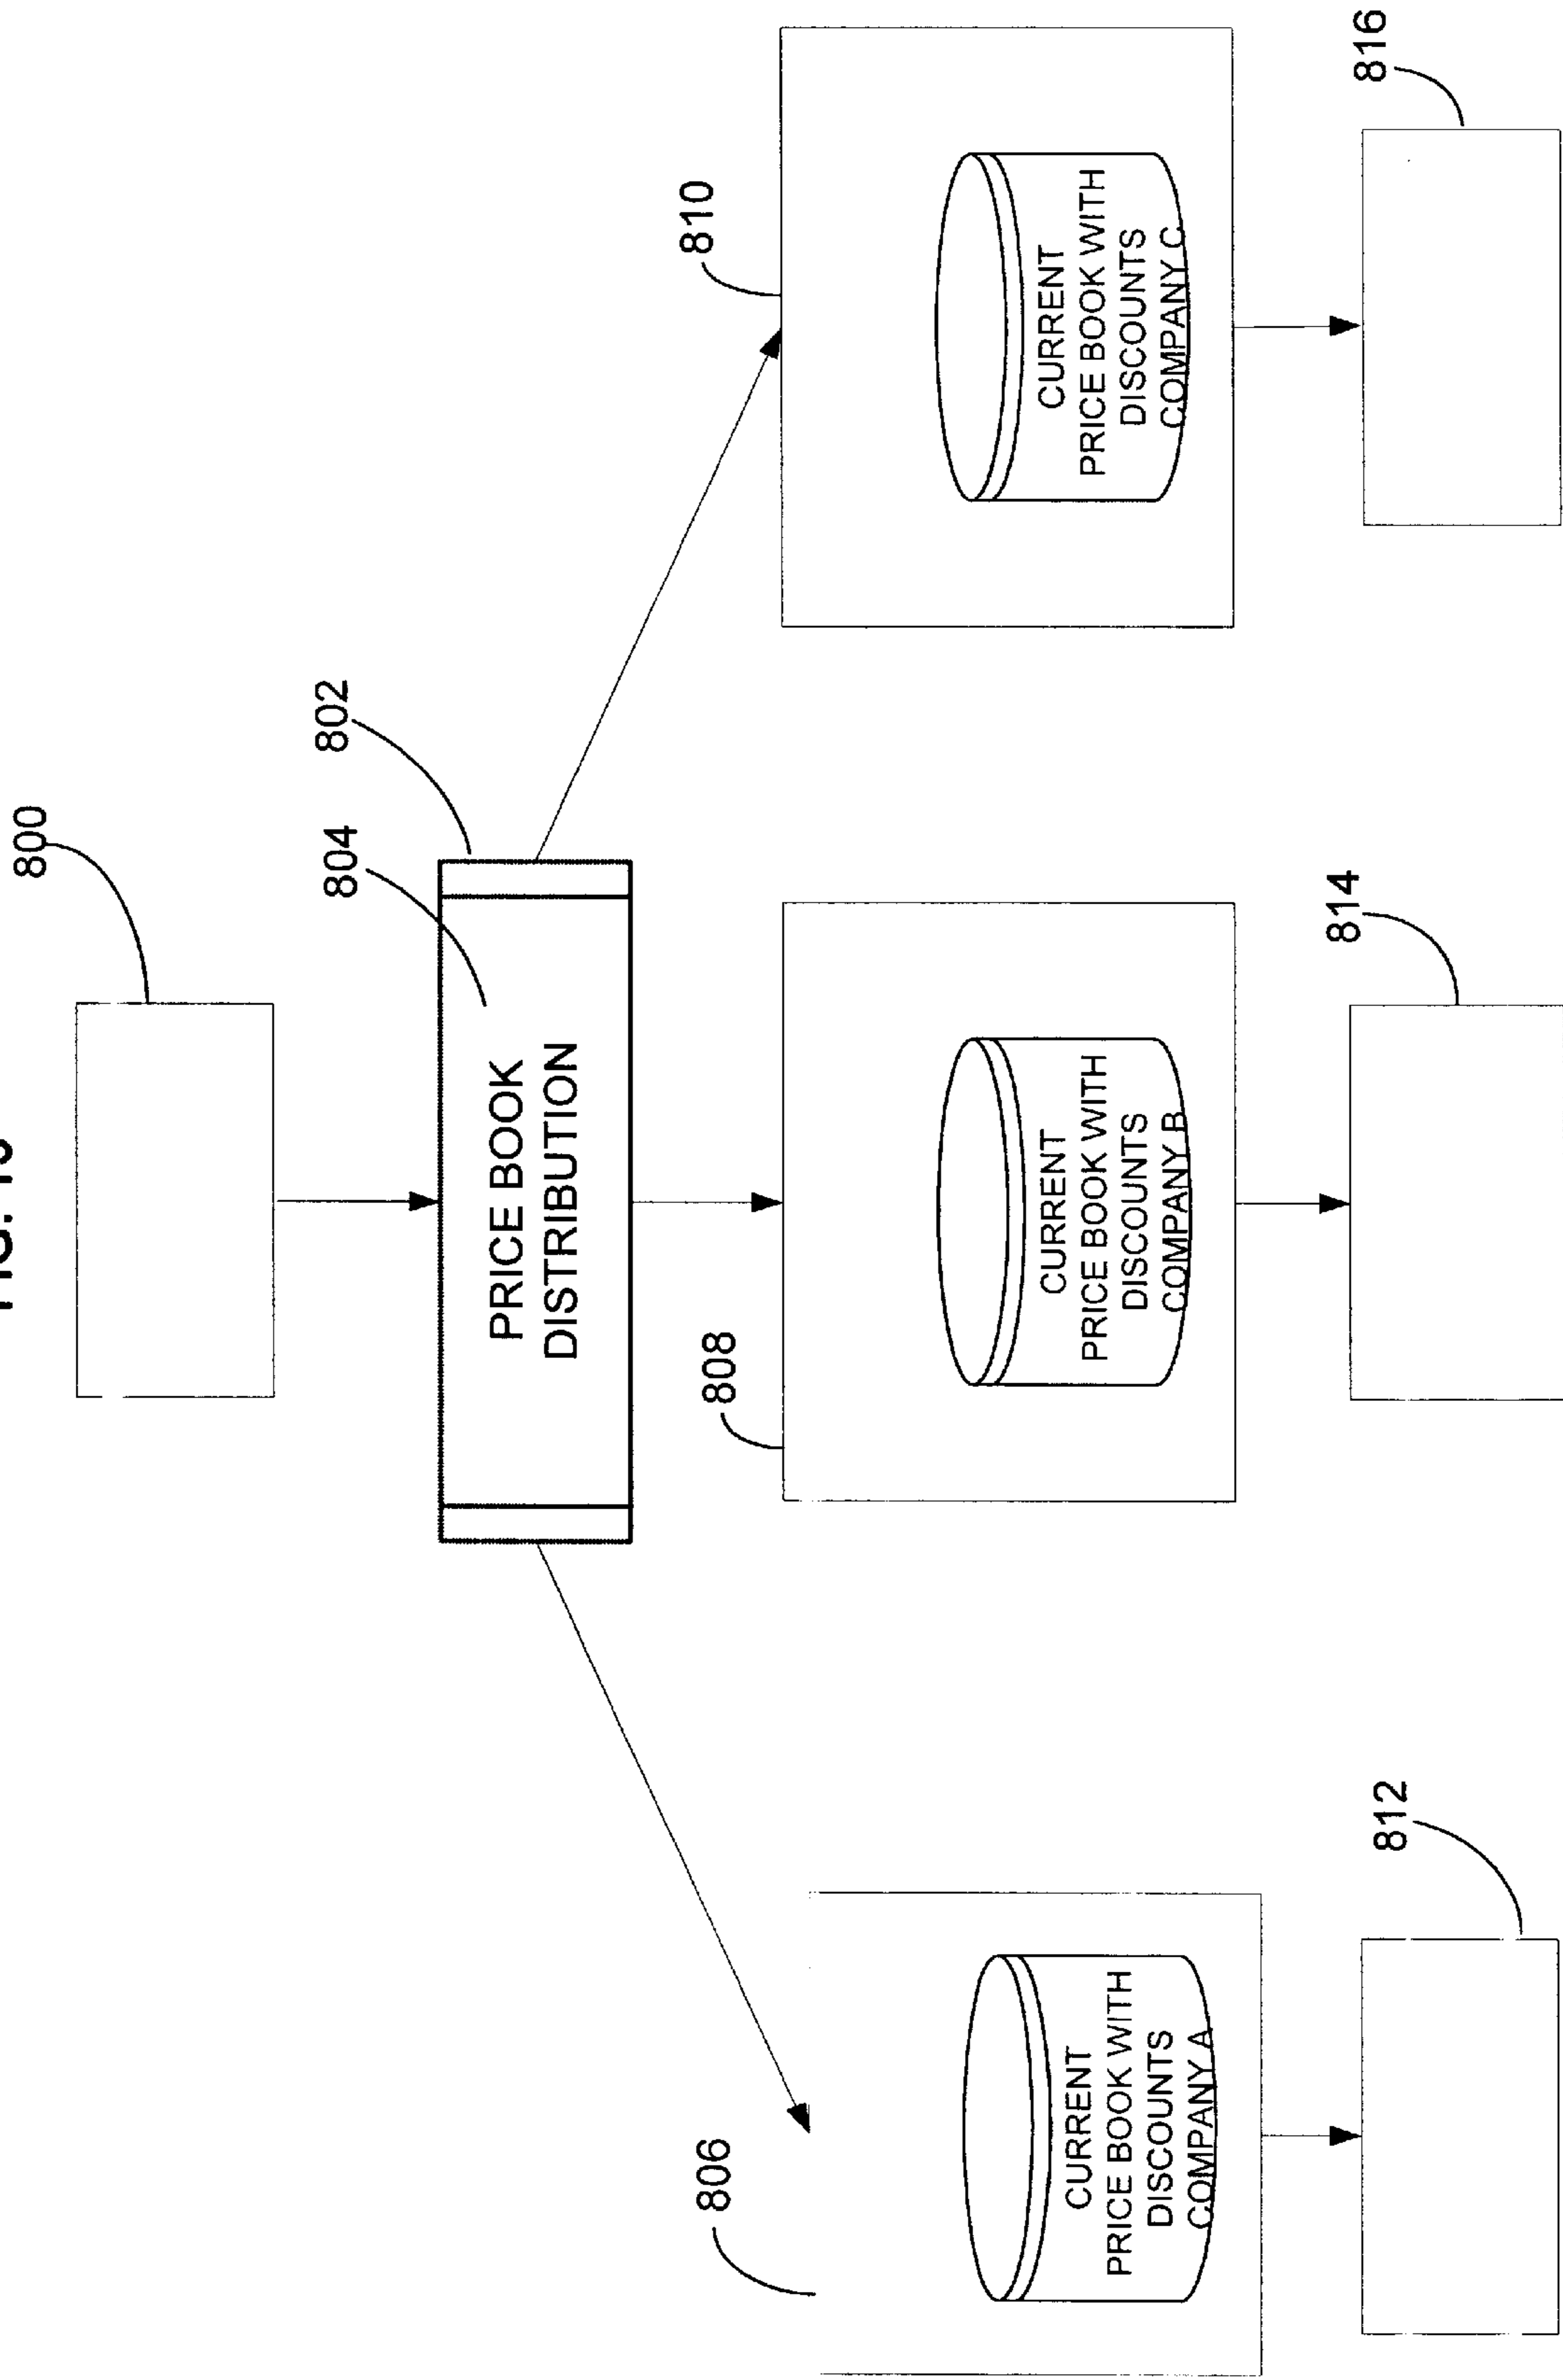 800
802
804
PRICE BOOK
DISTRIBUTION
806
808
810
CURRENT
PRICE BOOK WITH
DISCOUNTS
COMPANY A
CURRENT
PRICE BOOK WITH
DISCOUNTS
COMPANY B
CURRENT
PRICE BOOK WITH
DISCOUNTS
COMPANY C
812
814
816